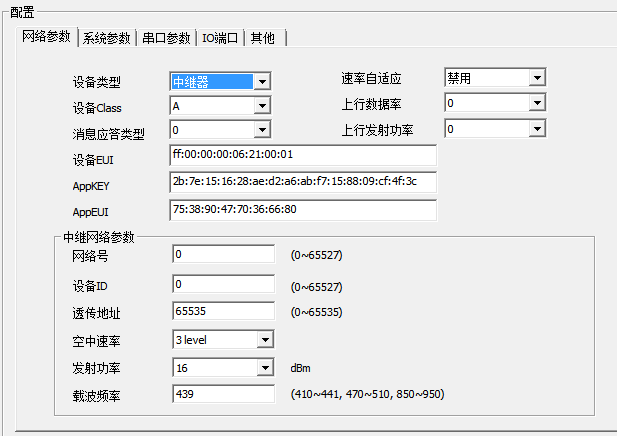 配置
网络参数 系统参数 串口参数 IO端口 其他
设备类型 中继器 速率自适应 禁用
设备Class A 上行数据率 0
消息应答类型 0 上行发射功率 0
设备EUI ff:00:00:00:06:21:00:01
AppKEY 2b:7e:15:16:28:ae:d2:a6:ab:f7:15:88:09:cf:4f:3c
AppEUI 75:38:90:47:70:36:66:80
中继网络参数
网络号 0 (0~65527)
设备ID 0 (0~65527)
透传地址 65535 (0~65535)
空中速率 3 level
发射功率 16 dBm
载波频率 439 (410~441, 470~510, 850~950)